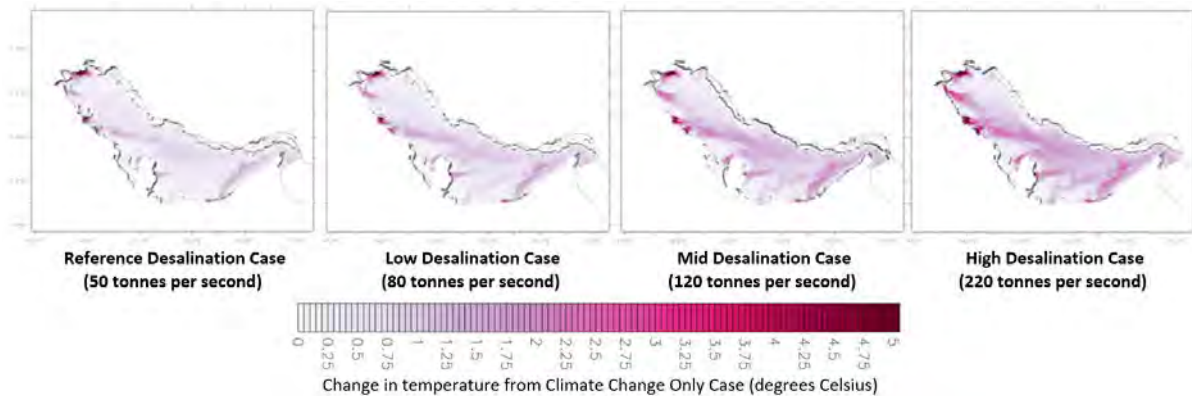 Reference Desalination Case
(50 tonnes per second)
Low Desalination Case
(80 tonnes per second)
Mid Desalination Case
(120 tonnes per second)
High Desalination Case
(220 tonnes per second)
0 0.25 0.5 0.75 1 1.25 1.5 1.75 2 2.25 2.5 2.75 3 3.25 3.5 3.75 4 4.25 4.5 4.75 5
Change in temperature from Climate Change Only Case (degrees Celsius)